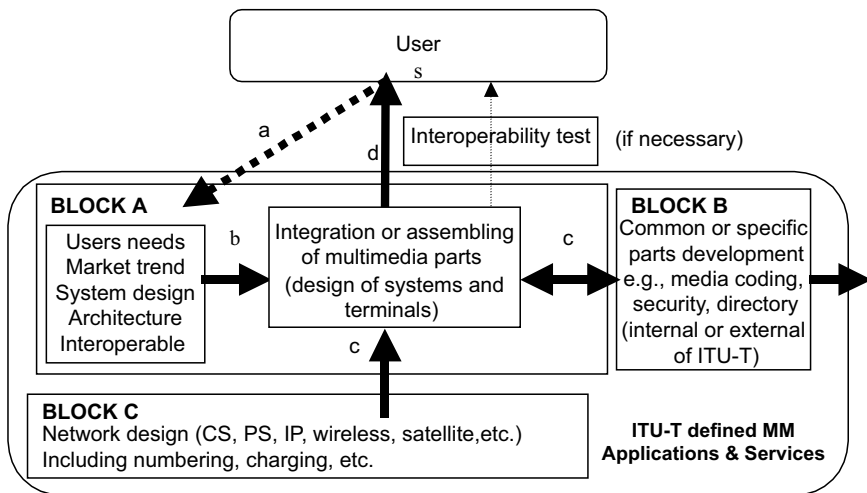 User
s
a
d
Interoperability test
(if necessary)
BLOCK A
Users needs
Market trend
System design
Architecture
Interoperable
b
Integration or assembling
of multimedia parts
(design of systems and
terminals)
c
BLOCK B
Common or specific
parts development
e.g., media coding,
security, directory
(internal or external
of ITU-T)
c
BLOCK C
Network design (CS, PS, IP, wireless, satellite,etc.)
Including numbering, charging, etc.
ITU-T defined MM
Applications & Services